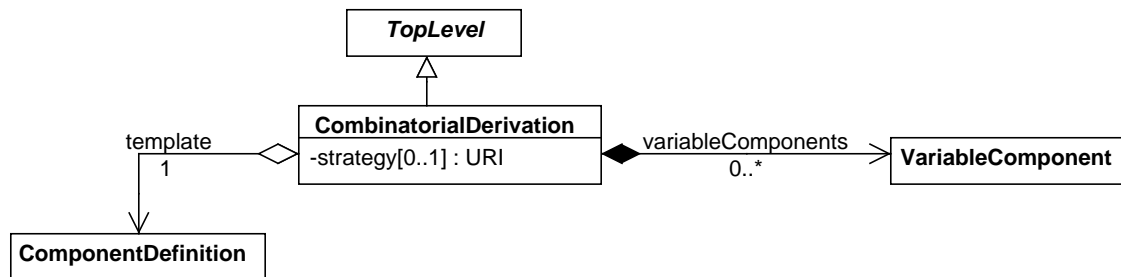 TopLevel
CombinatorialDerivation
-strategy[0..1] : URI
template
1
variableComponents
0..*
VariableComponent
ComponentDefinition